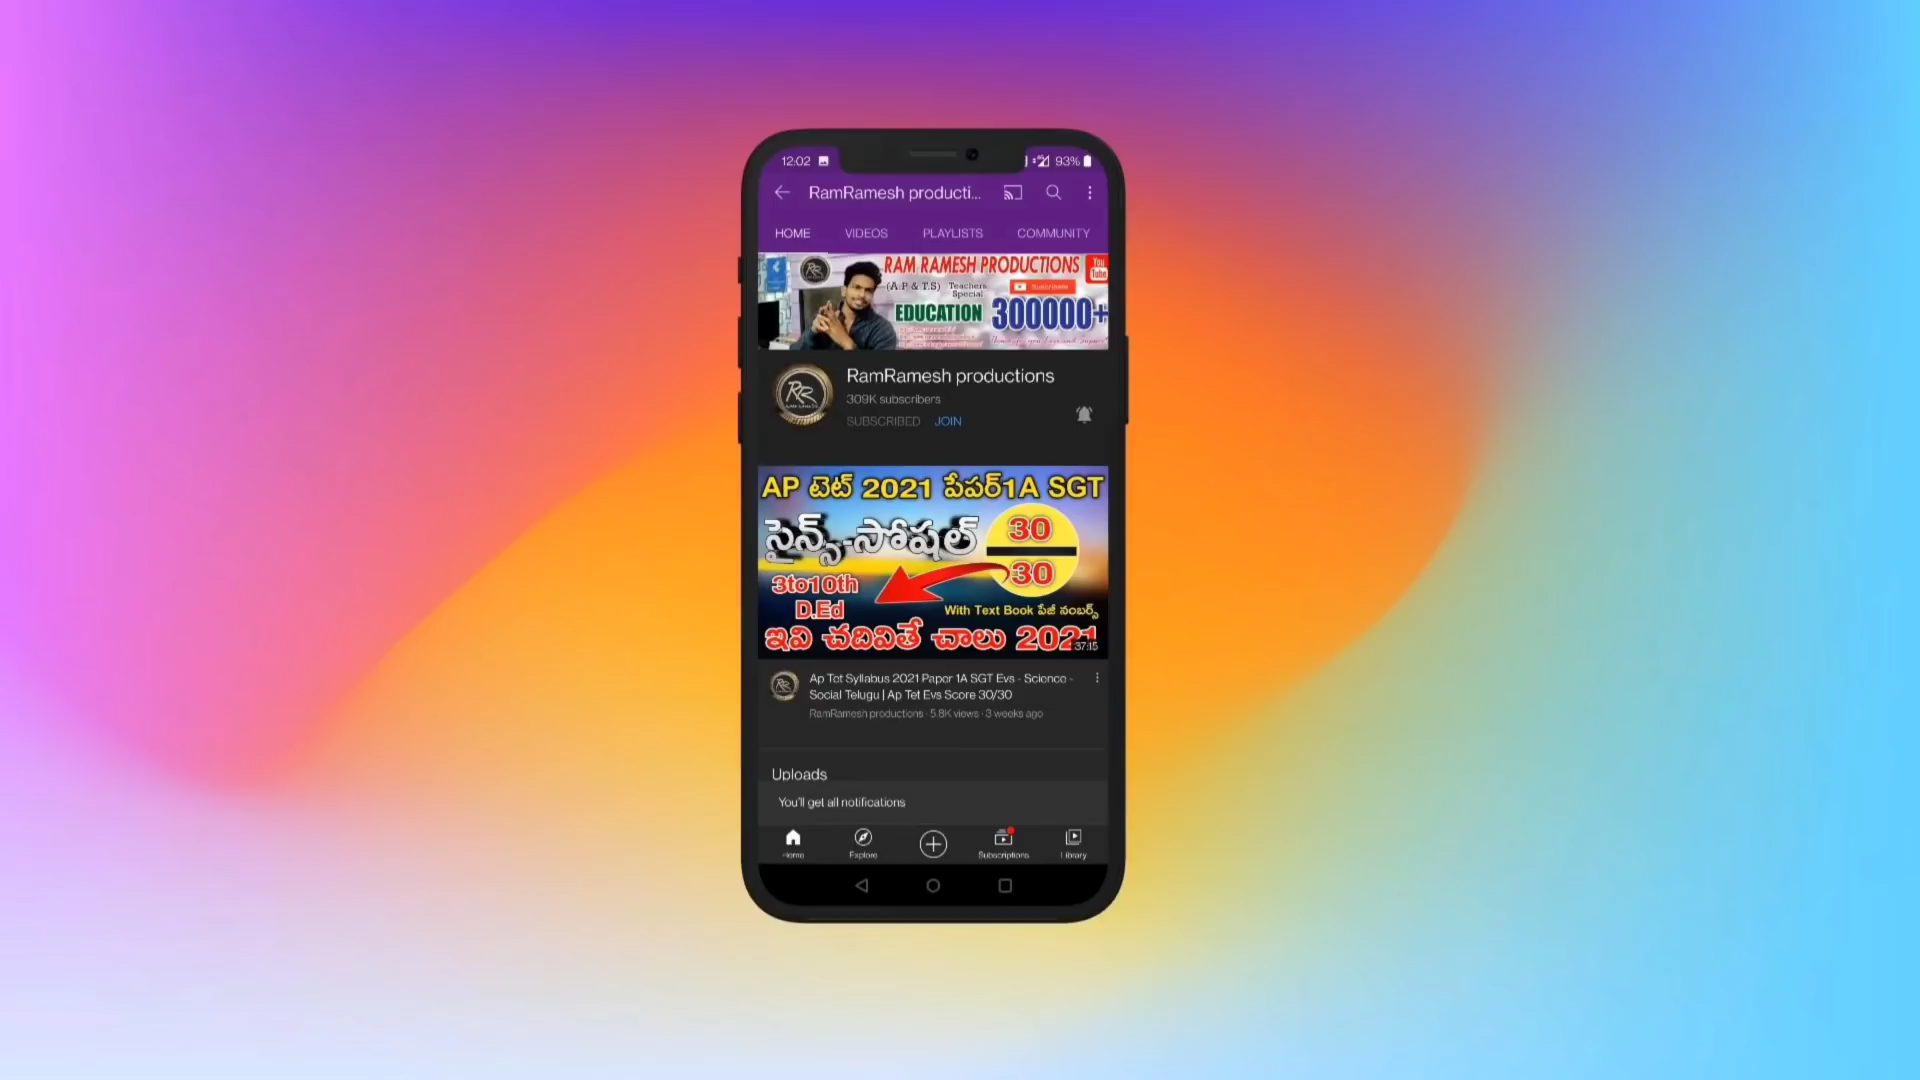 12:02
93%
RamRamesh producti...
HOME VIDEOS PLAYLISTS COMMUNITY
RAM RAMESH PRODUCTIONS
You Tube
(A.P & T.S) Teachers Special
Subscribe
EDUCATION
300000+
RamRamesh productions
309K subscribers
SUBSCRIBED JOIN
AP టెట్ 2021 పేపర్1A SGT
సైన్స్-సోషల్
30
30
3to10th
D.Ed
With Text Book పేజీ నంబర్స్
ఇవి చదివితే చాలు 2021
37:15
Ap Tet Syllabus 2021 Paper 1A SGT Evs - Science -
Social Telugu | Ap Tet Evs Score 30/30
RamRamesh productions · 5.8K views · 3 weeks ago
Uploads
You'll get all notifications
Home Explore Subscriptions Library